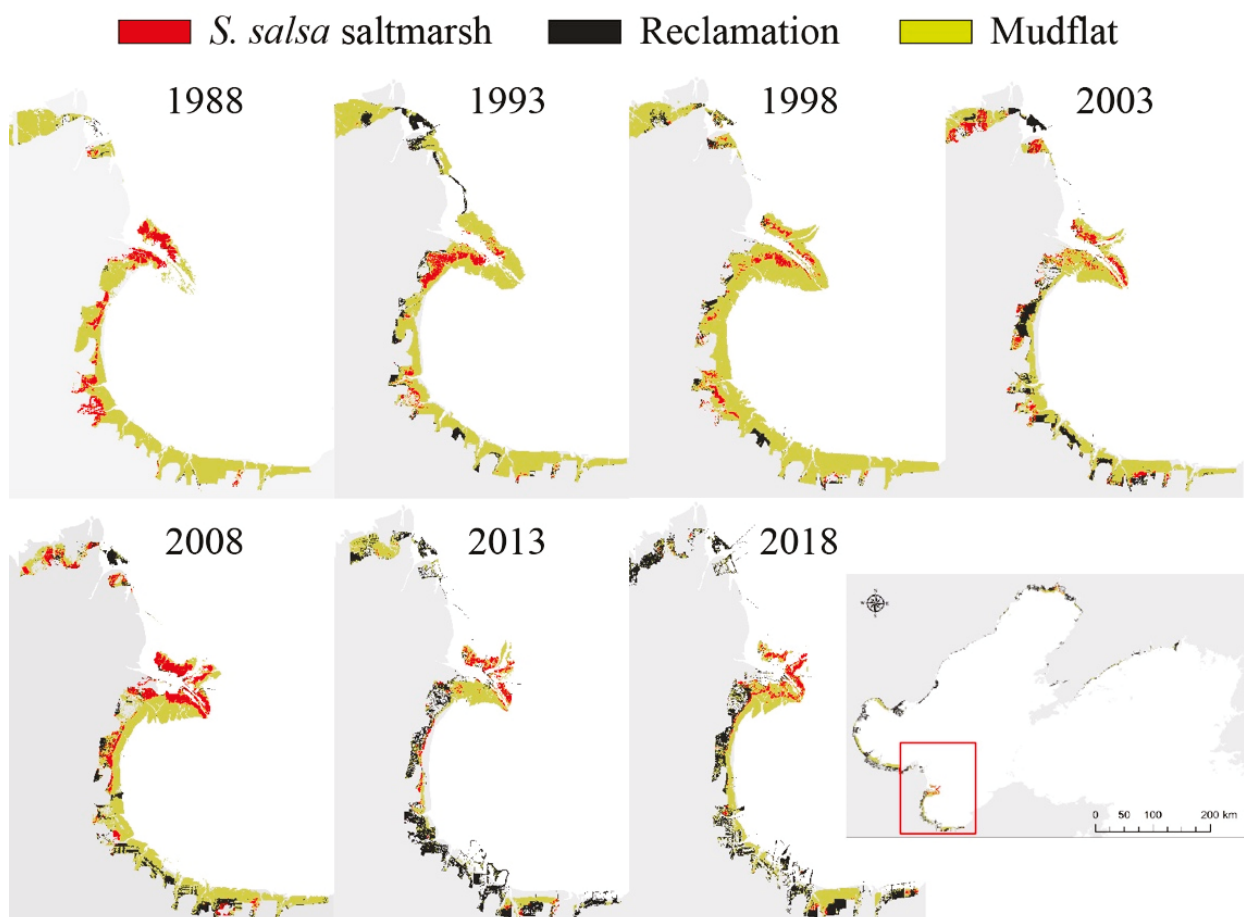 S. salsa saltmarsh Reclamation Mudflat
1988 1993 1998 2003
2008 2013 2018
N
W E
S
0 50 100 200 km